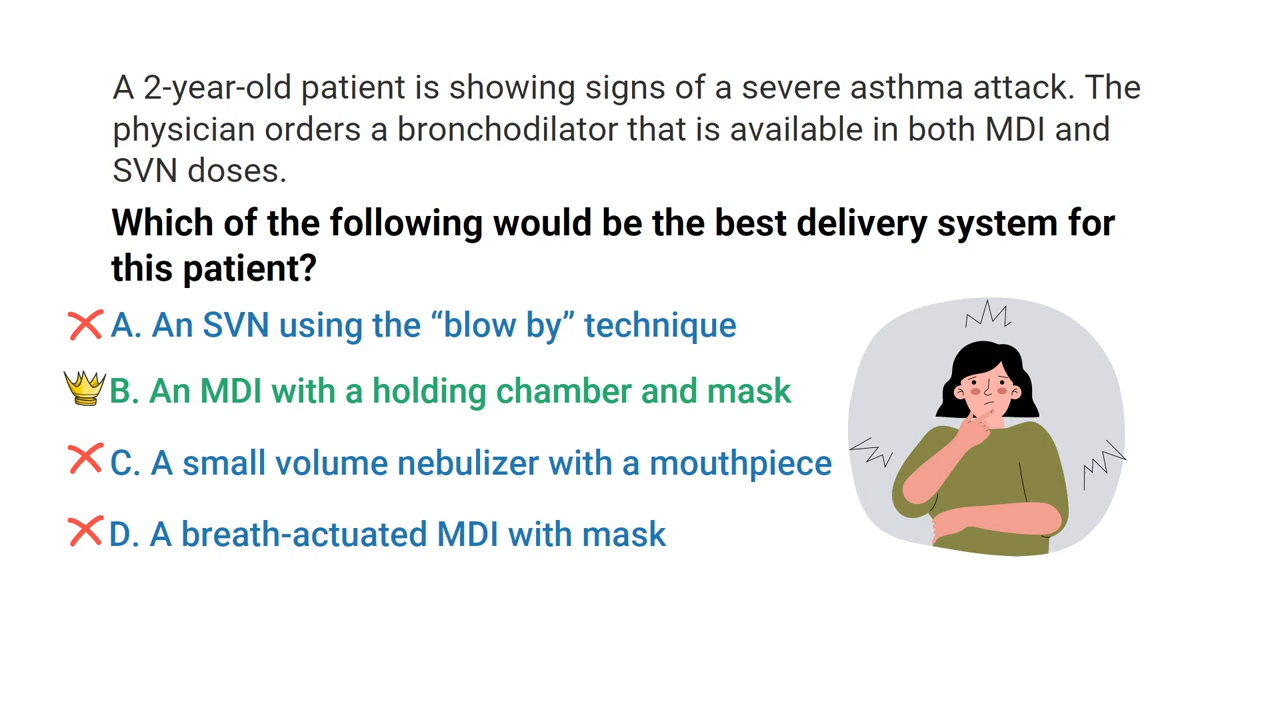 A 2-year-old patient is showing signs of a severe asthma attack. The
physician orders a bronchodilator that is available in both MDI and
SVN doses.
Which of the following would be the best delivery system for
this patient?
A. An SVN using the “blow by” technique
B. An MDI with a holding chamber and mask
C. A small volume nebulizer with a mouthpiece
D. A breath-actuated MDI with mask